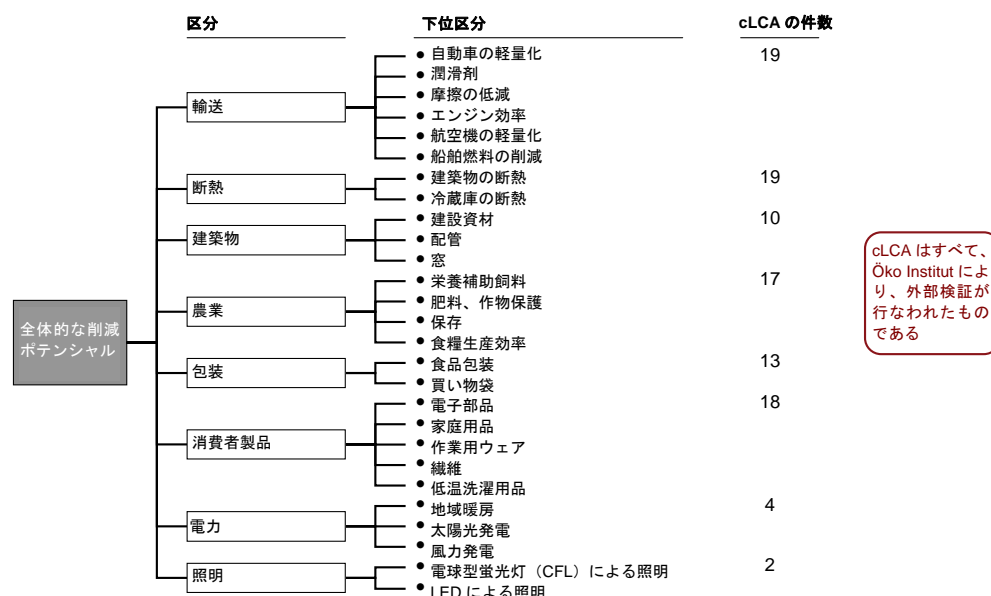 区分
下位区分
cLCA の件数
全体的な削減
ポテンシャル
輸送
● 自動車の軽量化
19
● 潤滑剤
● 摩擦の低減
● エンジン効率
● 航空機の軽量化
● 船舶燃料の削減
断熱
● 建築物の断熱
19
● 冷蔵庫の断熱
建築物
● 建設資材
10
● 配管
● 窓
農業
● 栄養補助飼料
17
● 肥料、作物保護
● 保存
● 食糧生産効率
包装
● 食品包装
13
● 買い物袋
消費者製品
● 電子部品
18
● 家庭用品
● 作業用ウェア
● 繊維
● 低温洗濯用品
電力
● 地域暖房
4
● 太陽光発電
● 風力発電
照明
● 電球型蛍光灯（CFL）による照明
2
● LED による照明
cLCA はすべて、
Öko Institut によ
り、外部検証が
行なわれたもの
である